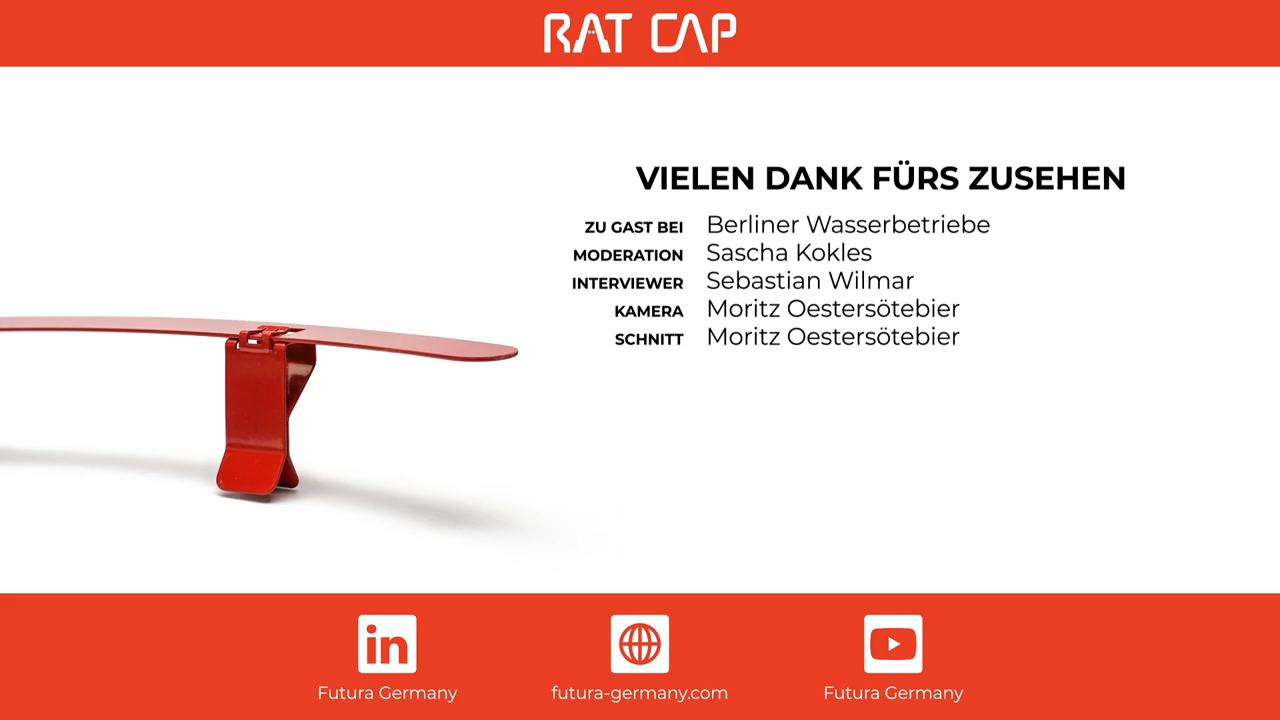 RAT CAP
VIELEN DANK FÜRS ZUSEHEN
ZU GAST BEI Berliner Wasserbetriebe
MODERATION Sascha Kokles
INTERVIEWER Sebastian Wilmar
KAMERA Moritz Oestersötebier
SCHNITT Moritz Oestersötebier
in
Futura Germany
futura-germany.com
Futura Germany